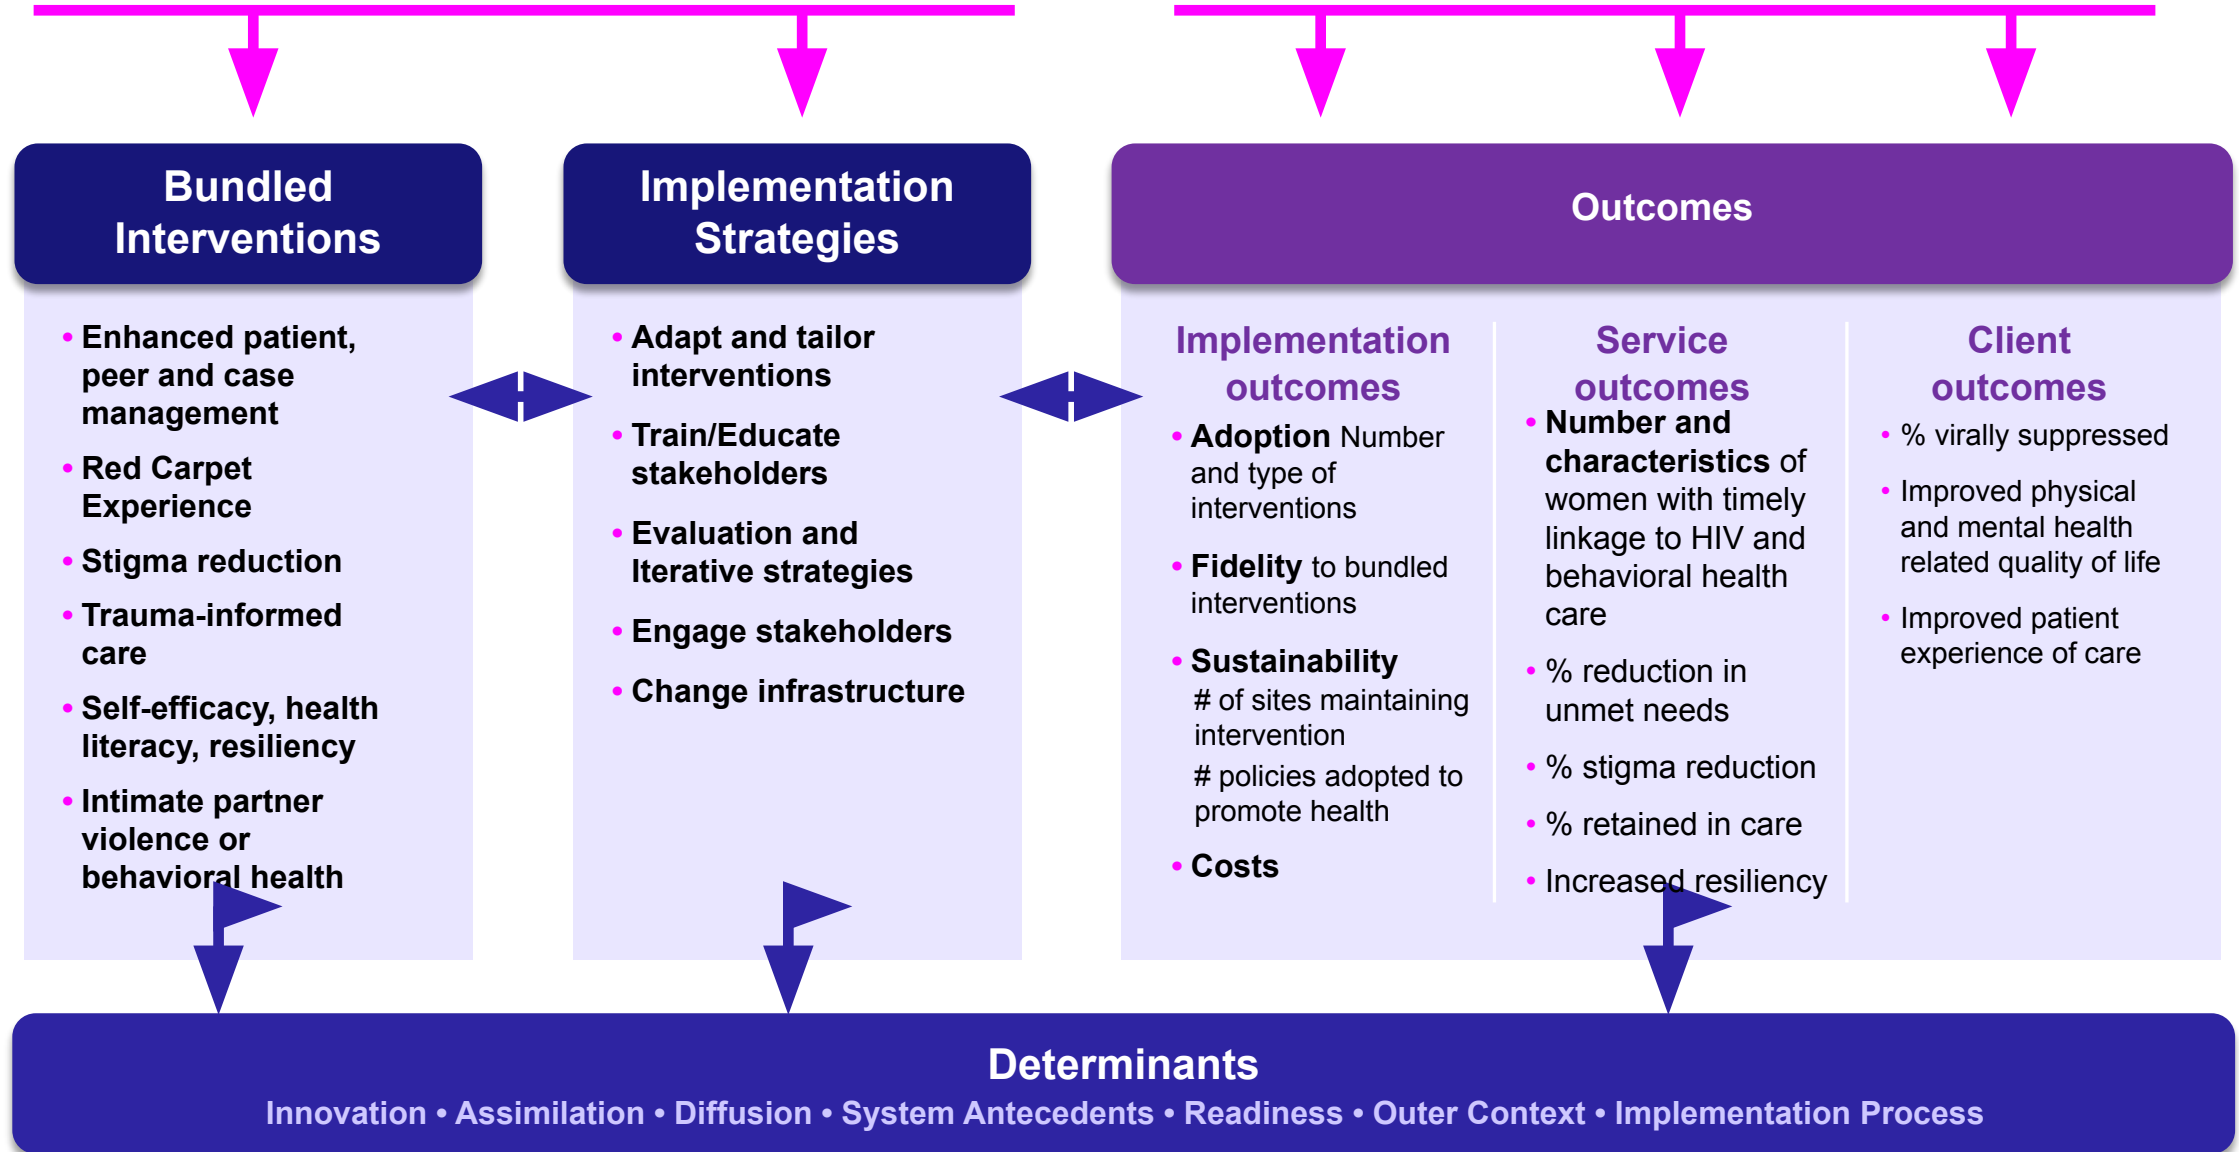 Bundled
Interventions
• Enhanced patient,
peer and case
management
• Red Carpet
Experience
• Stigma reduction
• Trauma-informed
care
• Self-efficacy, health
literacy, resiliency
• Intimate partner
violence or
behavioral health
Implementation
Strategies
• Adapt and tailor
interventions
• Train/Educate
stakeholders
• Evaluation and
Iterative strategies
• Engage stakeholders
• Change infrastructure
Outcomes
Implementation
outcomes
• Adoption Number
and type of
interventions
• Fidelity to bundled
interventions
• Sustainability
# of sites maintaining
intervention
# policies adopted to
promote health
• Costs
Service
outcomes
• Number and
characteristics of
women with timely
linkage to HIV and
behavioral health
care
• % reduction in
unmet needs
• % stigma reduction
• % retained in care
• Increased resiliency
Client
outcomes
• % virally suppressed
• Improved physical
and mental health
related quality of life
• Improved patient
experience of care
Determinants
Innovation • Assimilation • Diffusion • System Antecedents • Readiness • Outer Context • Implementation Process